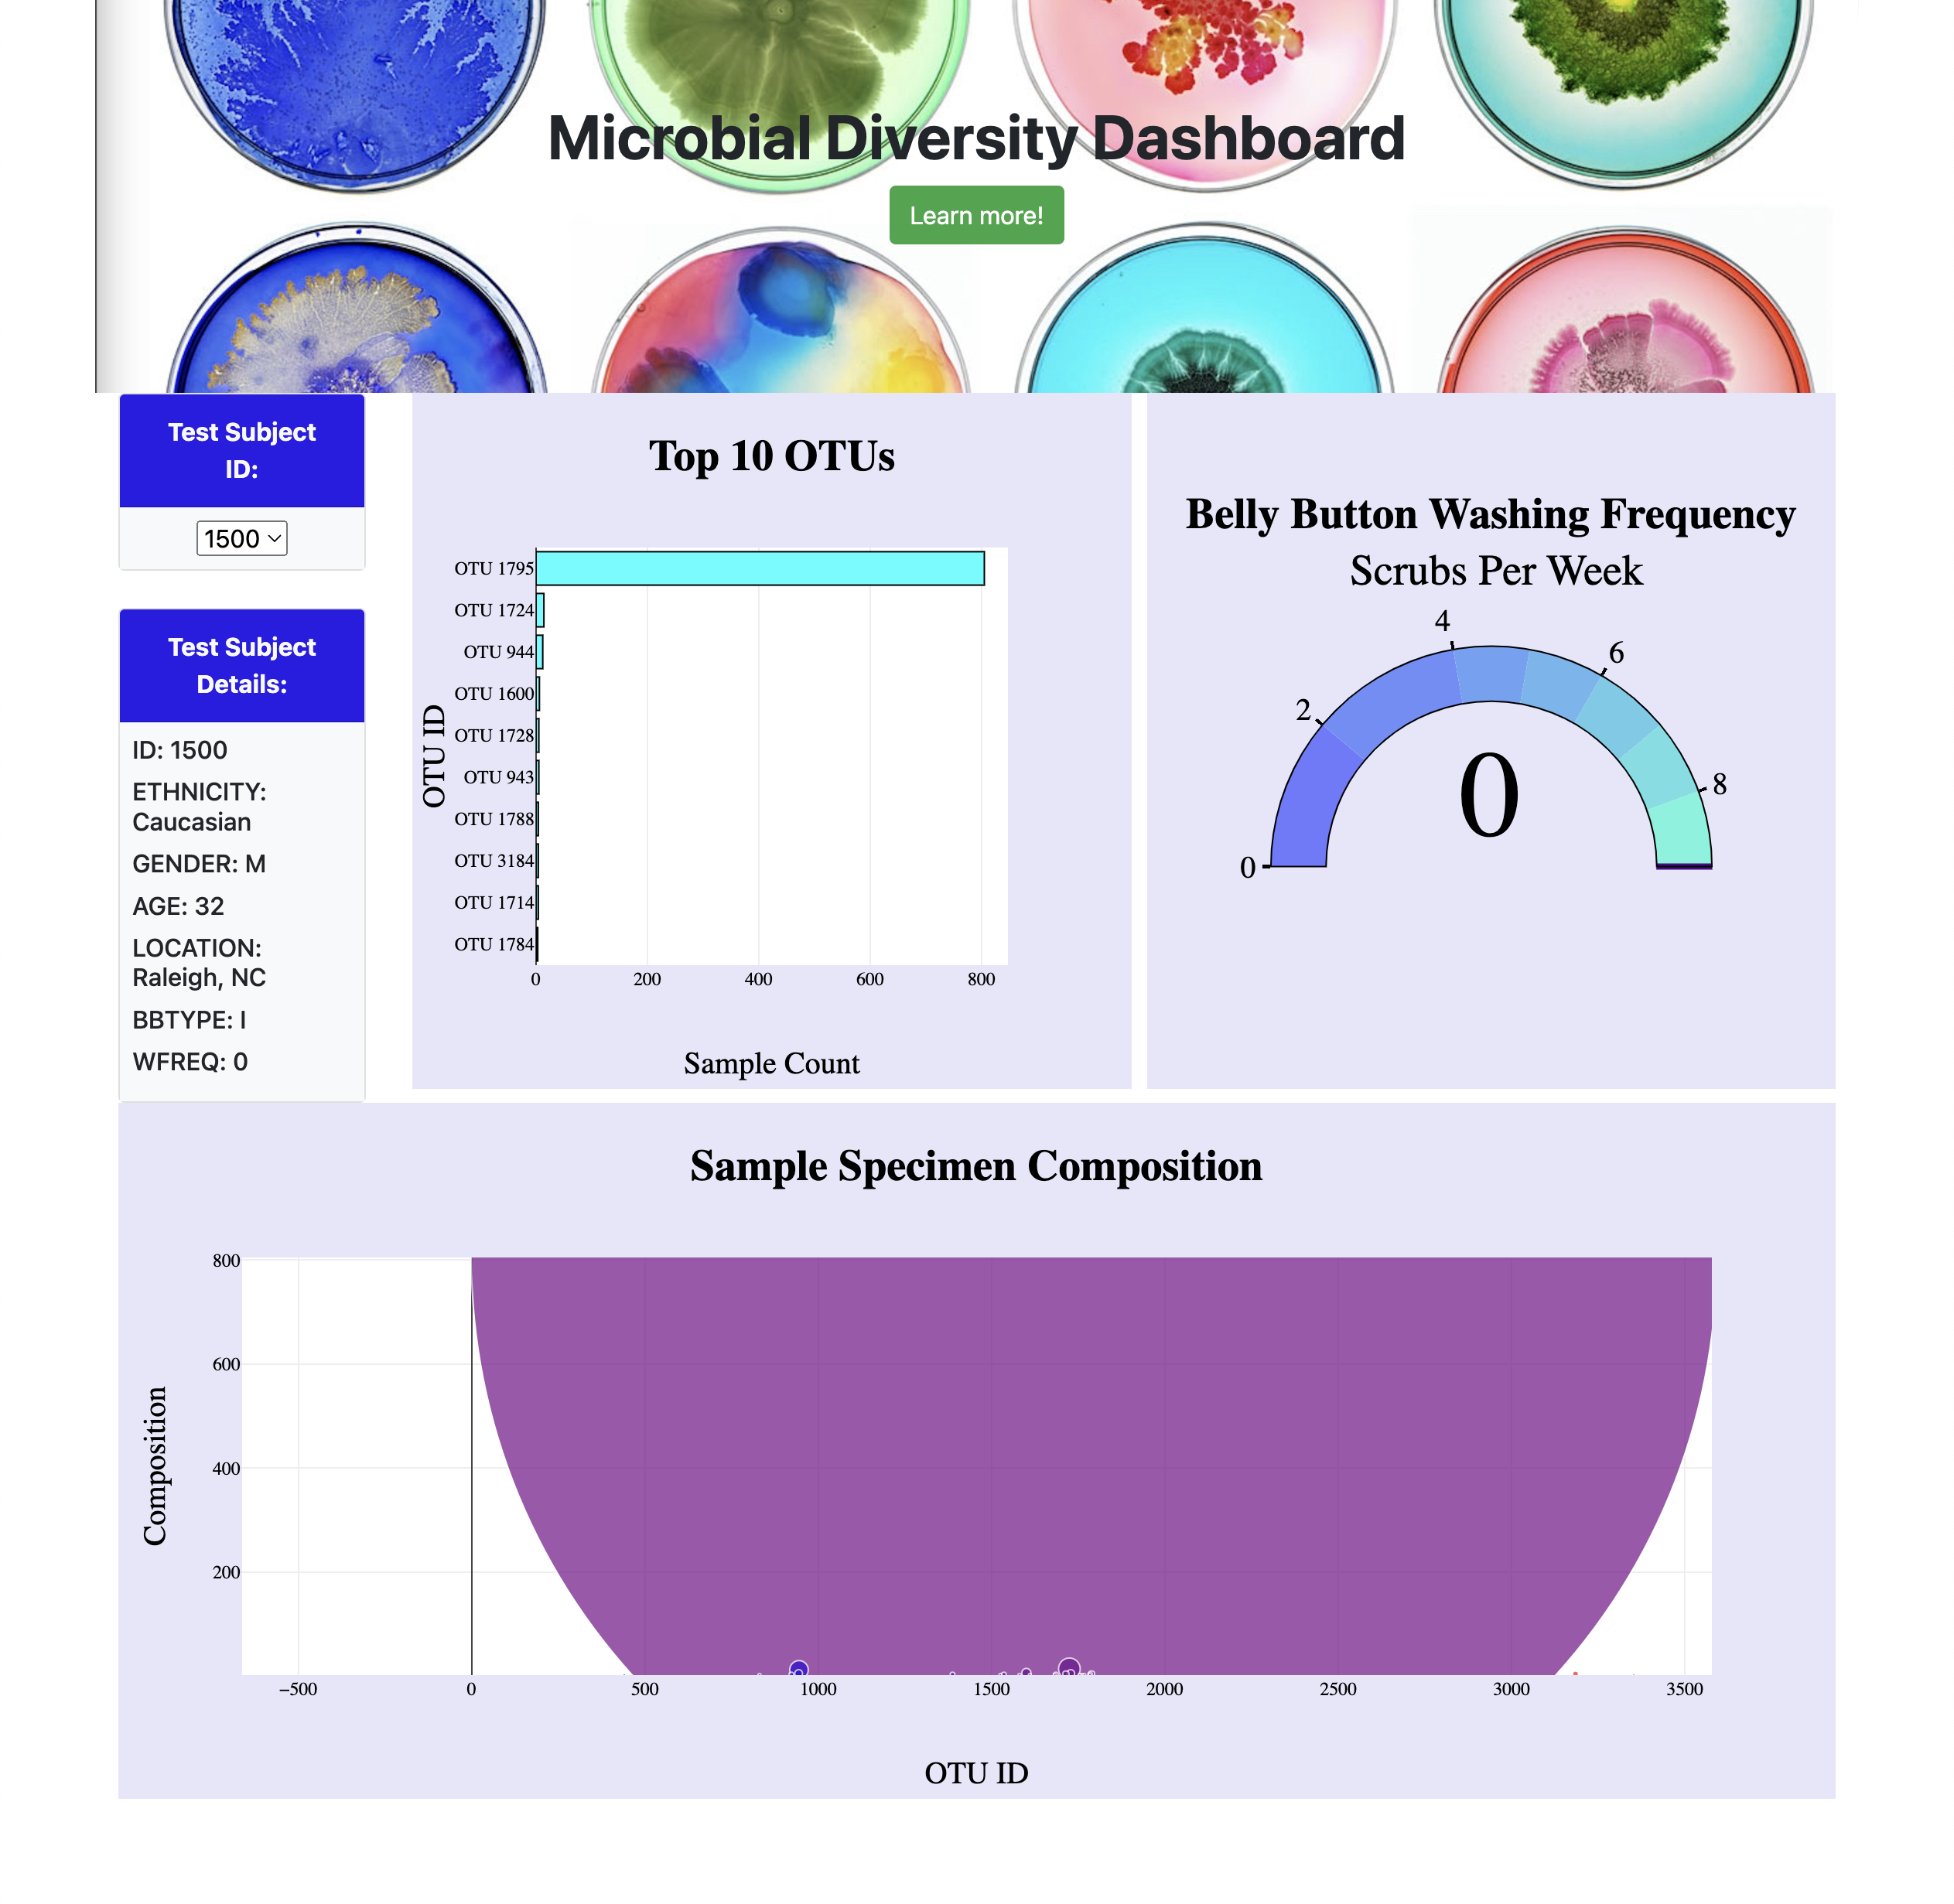 Microbial Diversity Dashboard
Learn more!
Test Subject
ID:
1500
Test Subject
Details:
ID: 1500
ETHNICITY:
Caucasian
GENDER: M
AGE: 32
LOCATION:
Raleigh, NC
BBTYPE: I
WFREQ: 0
Top 10 OTUs
OTU ID
OTU 1795
OTU 1724
OTU 944
OTU 1600
OTU 1728
OTU 943
OTU 1788
OTU 3184
OTU 1714
OTU 1784
0 200 400 600 800
Sample Count
Belly Button Washing Frequency
Scrubs Per Week
0
2
4
6
8
0
Sample Specimen Composition
Composition
800
600
400
200
−500 0 500 1000 1500 2000 2500 3000 3500
OTU ID